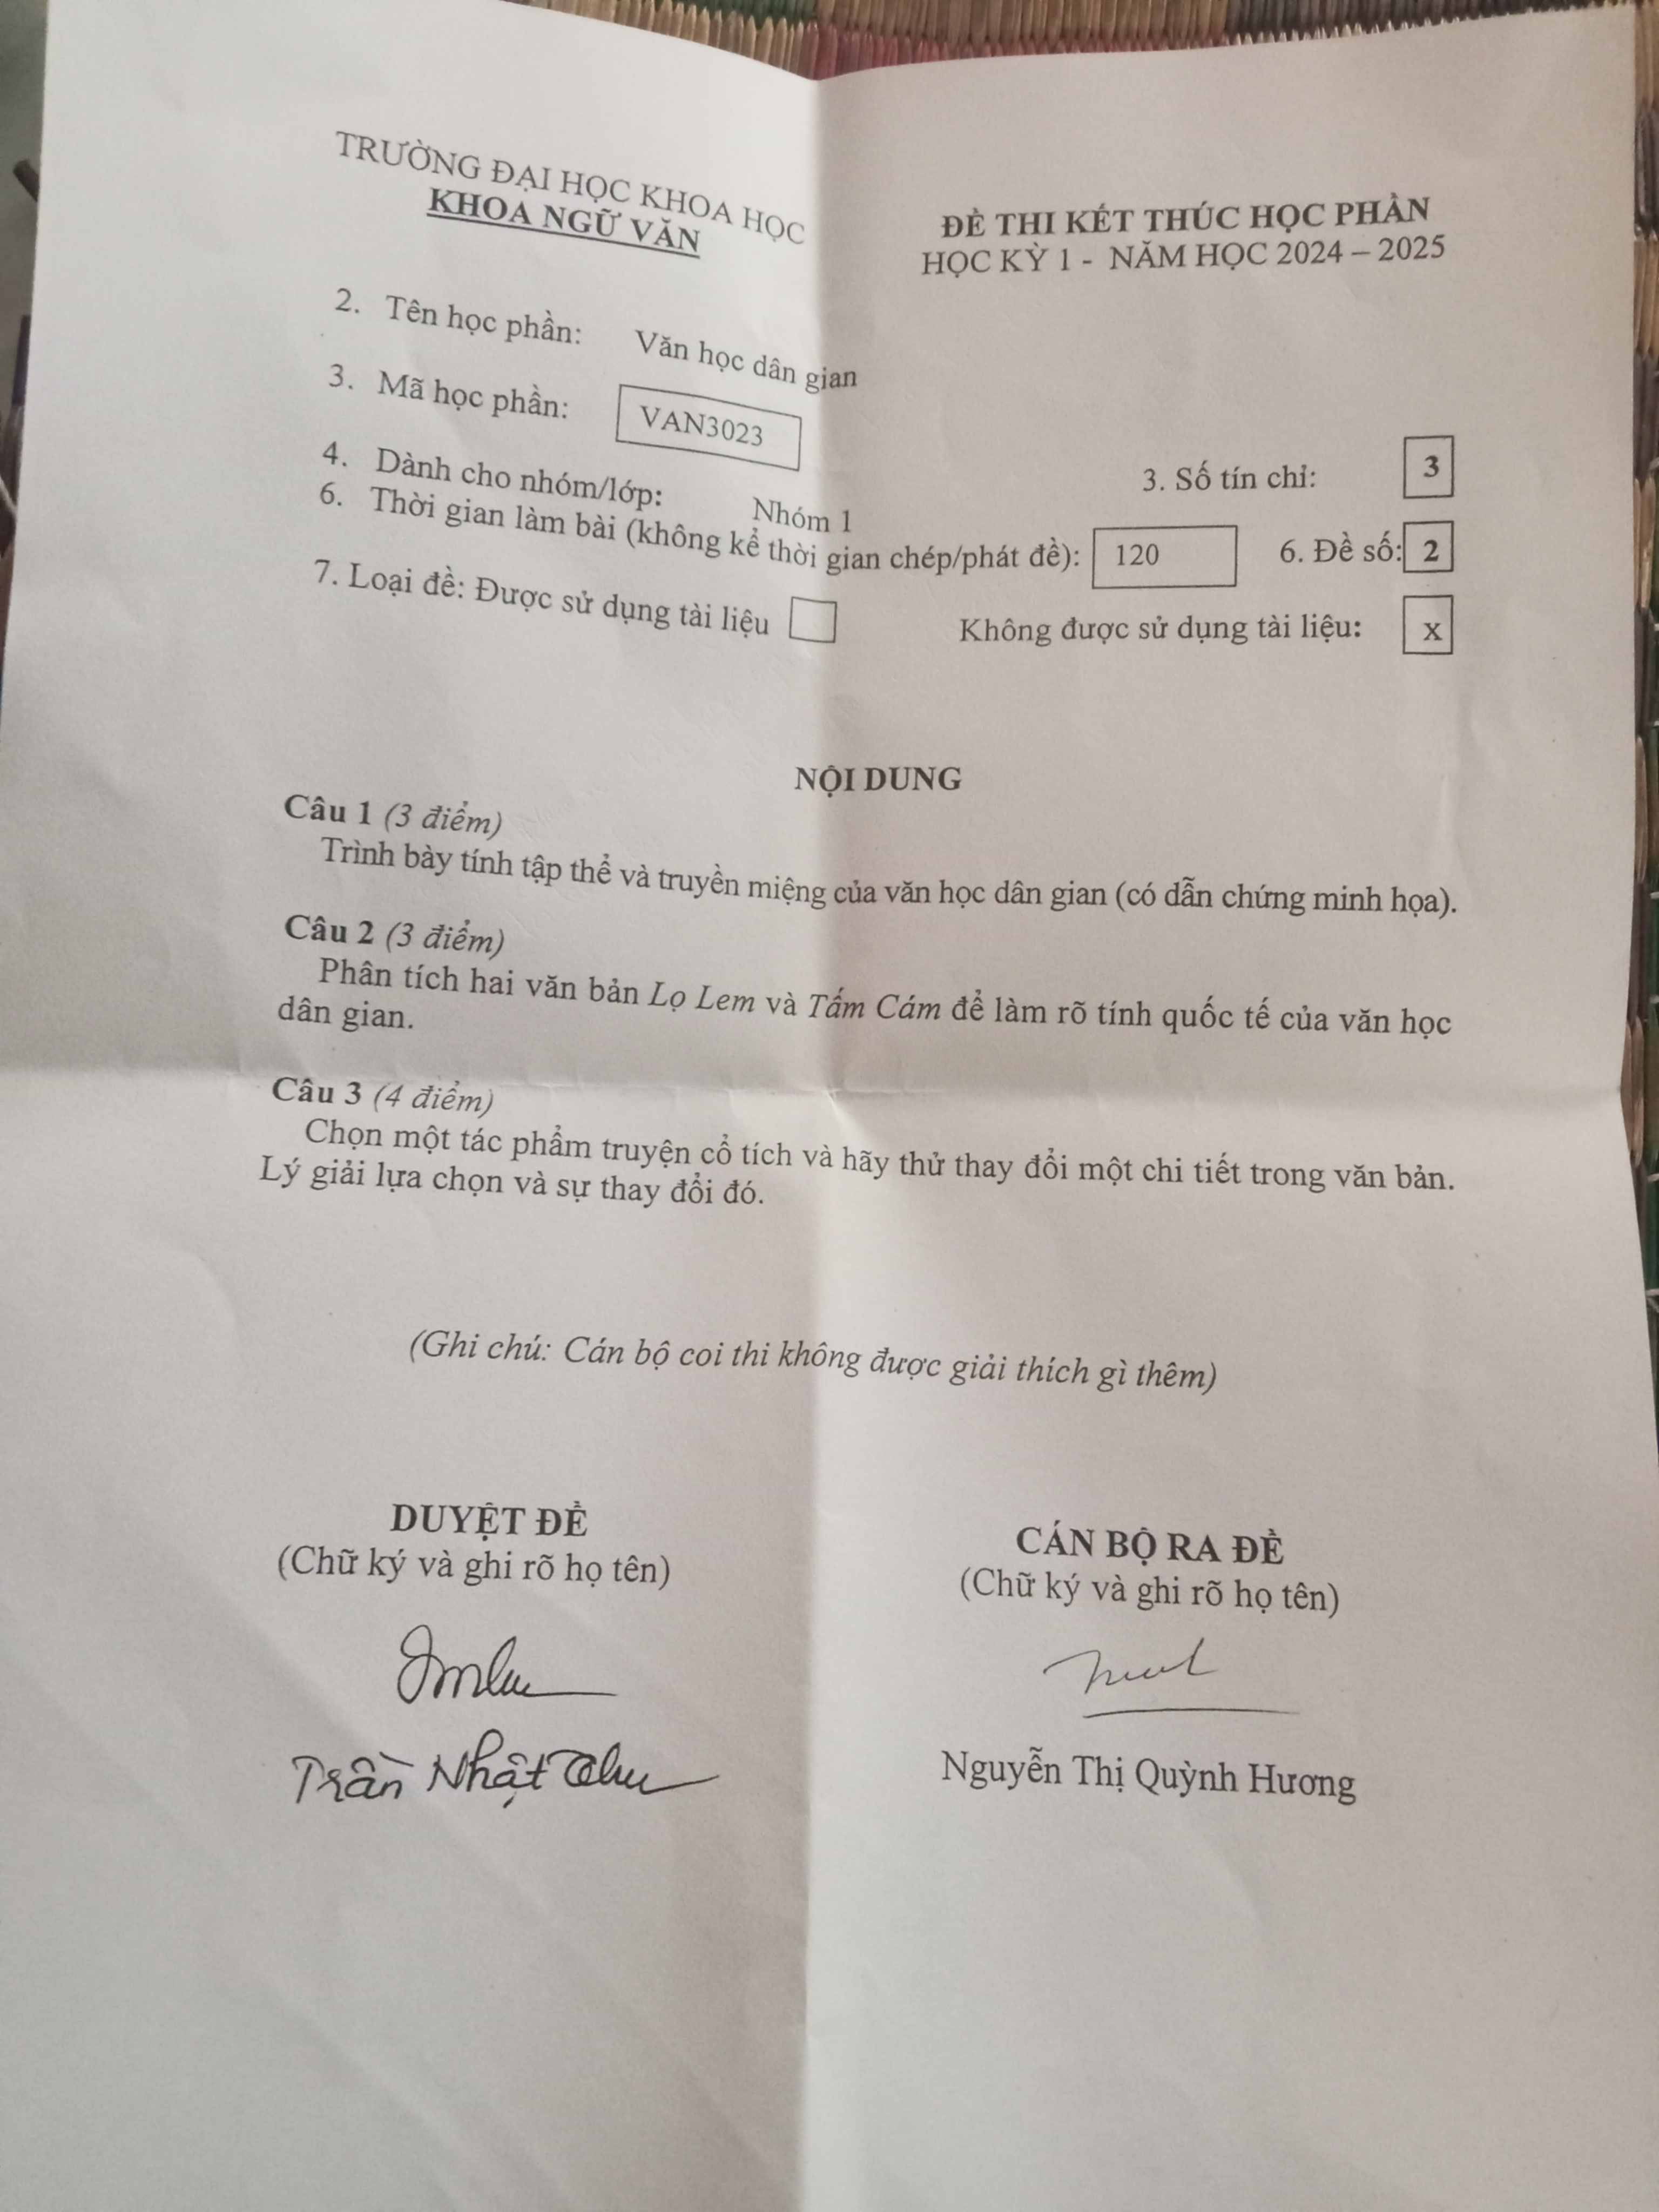 TRƯỜNG ĐẠI HỌC KHOA HỌC
KHOA NGỮ VĂN
ĐỀ THI KẾT THÚC HỌC PHẦN
HỌC KỲ 1 - NĂM HỌC 2024 – 2025
2. Tên học phần: Văn học dân gian
3. Mã học phần: VAN3023
3. Số tín chỉ: 3
4. Dành cho nhóm/lớp: Nhóm 1
6. Thời gian làm bài (không kể thời gian chép/phát đề): 120 6. Đề số: 2
7. Loại đề: Được sử dụng tài liệu Không được sử dụng tài liệu: x
NỘI DUNG
Câu 1 (3 điểm)
Trình bày tính tập thể và truyền miệng của văn học dân gian (có dẫn chứng minh họa).
Câu 2 (3 điểm)
Phân tích hai văn bản Lọ Lem và Tấm Cám để làm rõ tính quốc tế của văn học
dân gian.
Câu 3 (4 điểm)
Chọn một tác phẩm truyện cổ tích và hãy thử thay đổi một chi tiết trong văn bản.
Lý giải lựa chọn và sự thay đổi đó.
(Ghi chú: Cán bộ coi thi không được giải thích gì thêm)
DUYỆT ĐỀ
(Chữ ký và ghi rõ họ tên)
CÁN BỘ RA ĐỀ
(Chữ ký và ghi rõ họ tên)
Trần Nhật Thu
Nguyễn Thị Quỳnh Hương